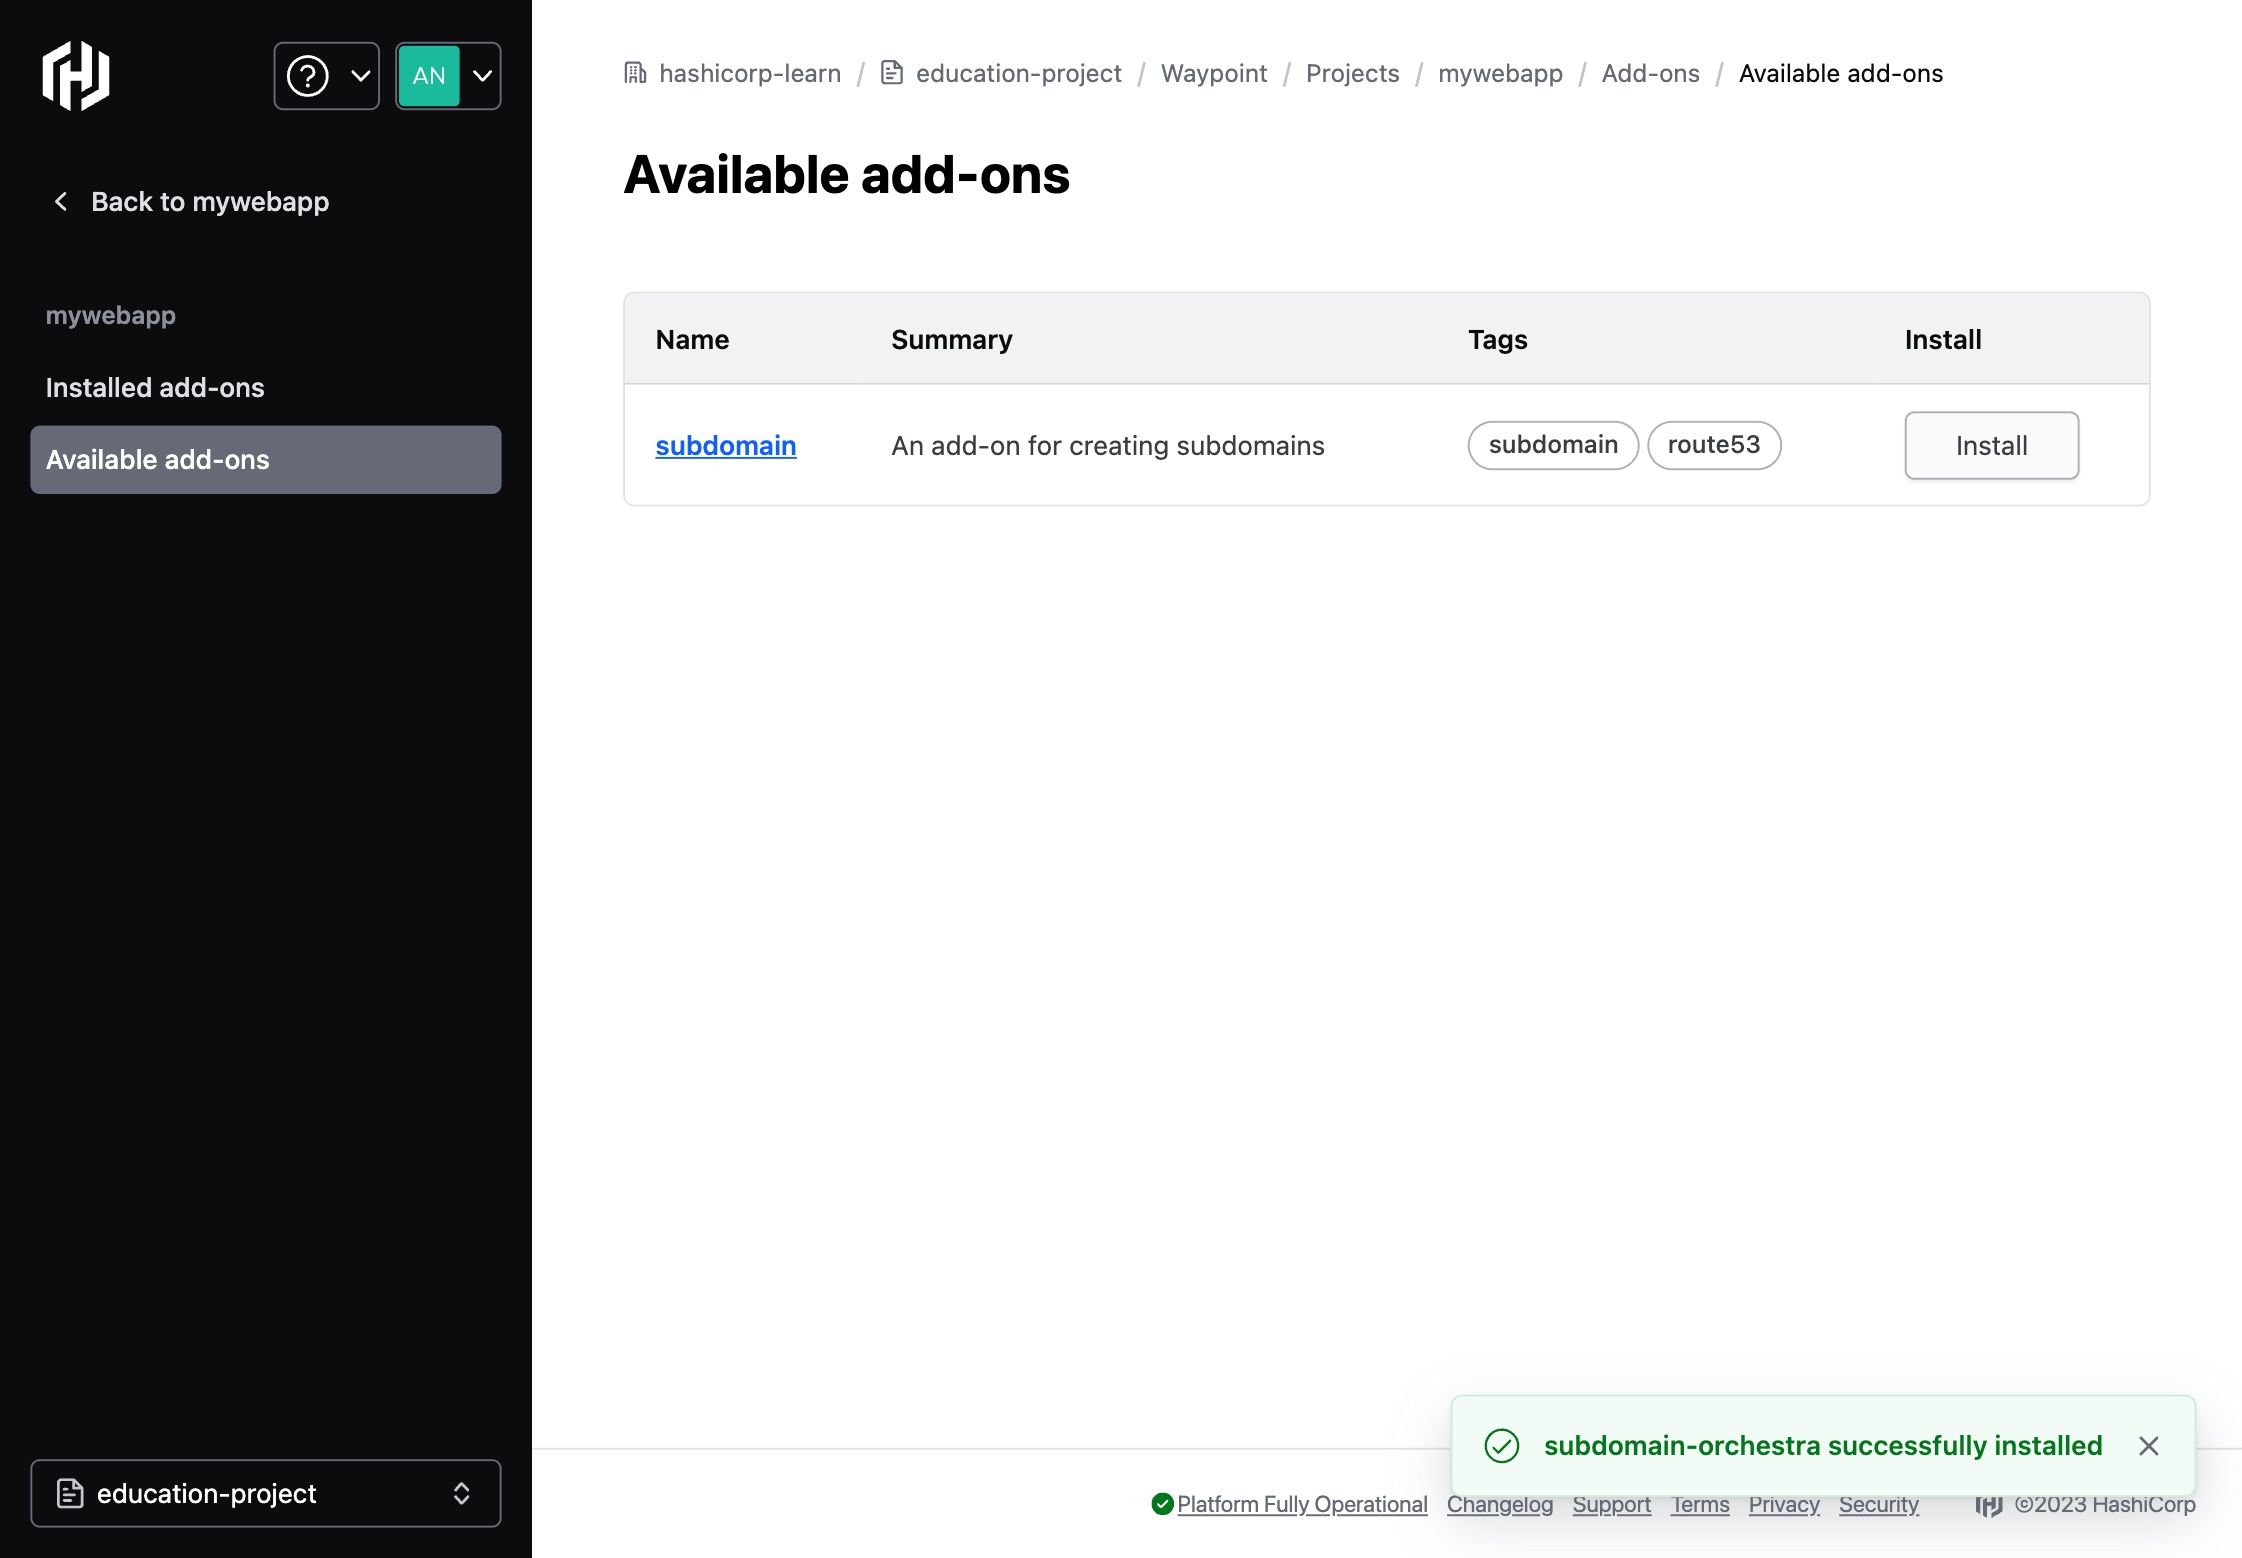 AN
hashicorp-learn / education-project / Waypoint / Projects / mywebapp / Add-ons / Available add-ons
Back to mywebapp
mywebapp
Installed add-ons
Available add-ons
education-project
Available add-ons
Name Summary Tags Install
subdomain An add-on for creating subdomains subdomain route53 Install
subdomain-orchestra successfully installed
Platform Fully Operational Changelog Support Terms Privacy Security ©2023 HashiCorp